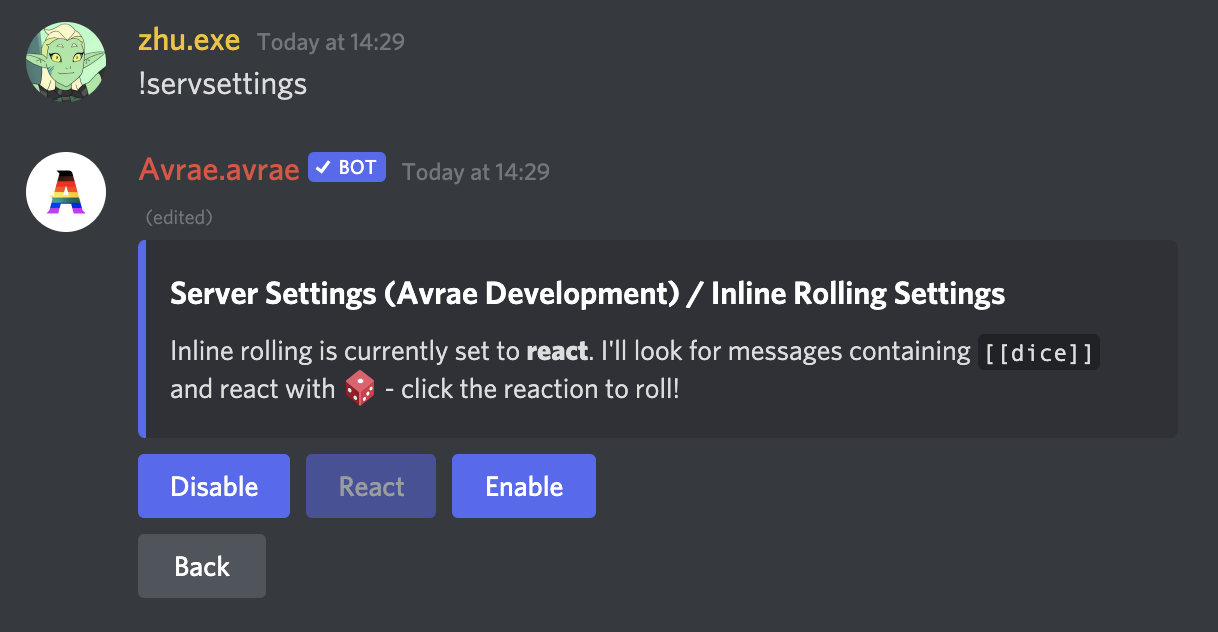 zhu.exe Today at 14:29
!servsettings
Avrae.avrae ✓ BOT Today at 14:29
(edited)
Server Settings (Avrae Development) / Inline Rolling Settings
Inline rolling is currently set to react. I'll look for messages containing [[dice]]
and react with 🎲 - click the reaction to roll!
Disable React Enable
Back